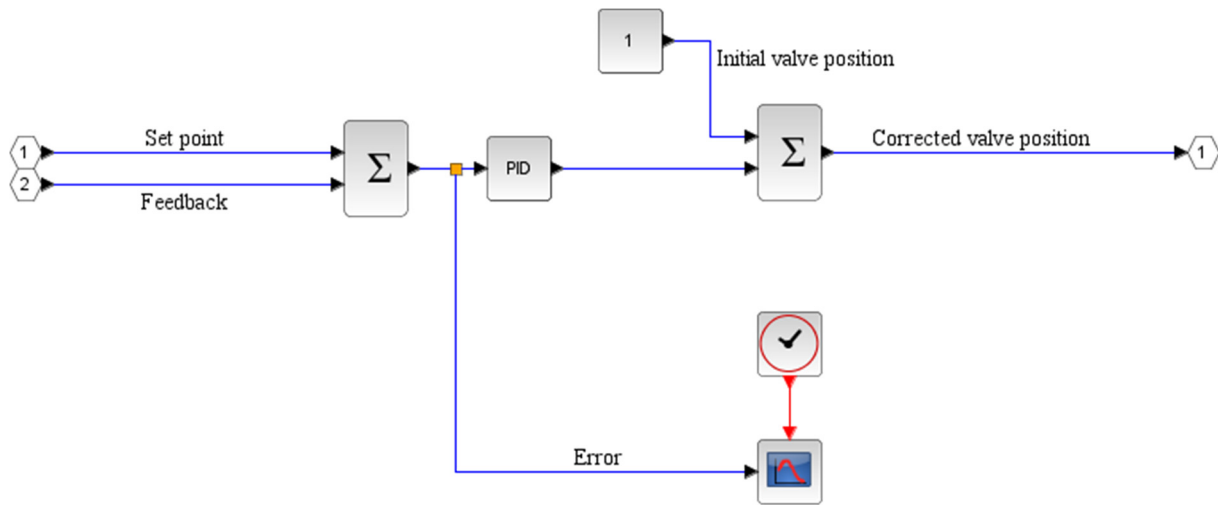 1
Initial valve position
Set point
Σ
Σ
Corrected valve position
1
1
2
PID
Feedback
Error